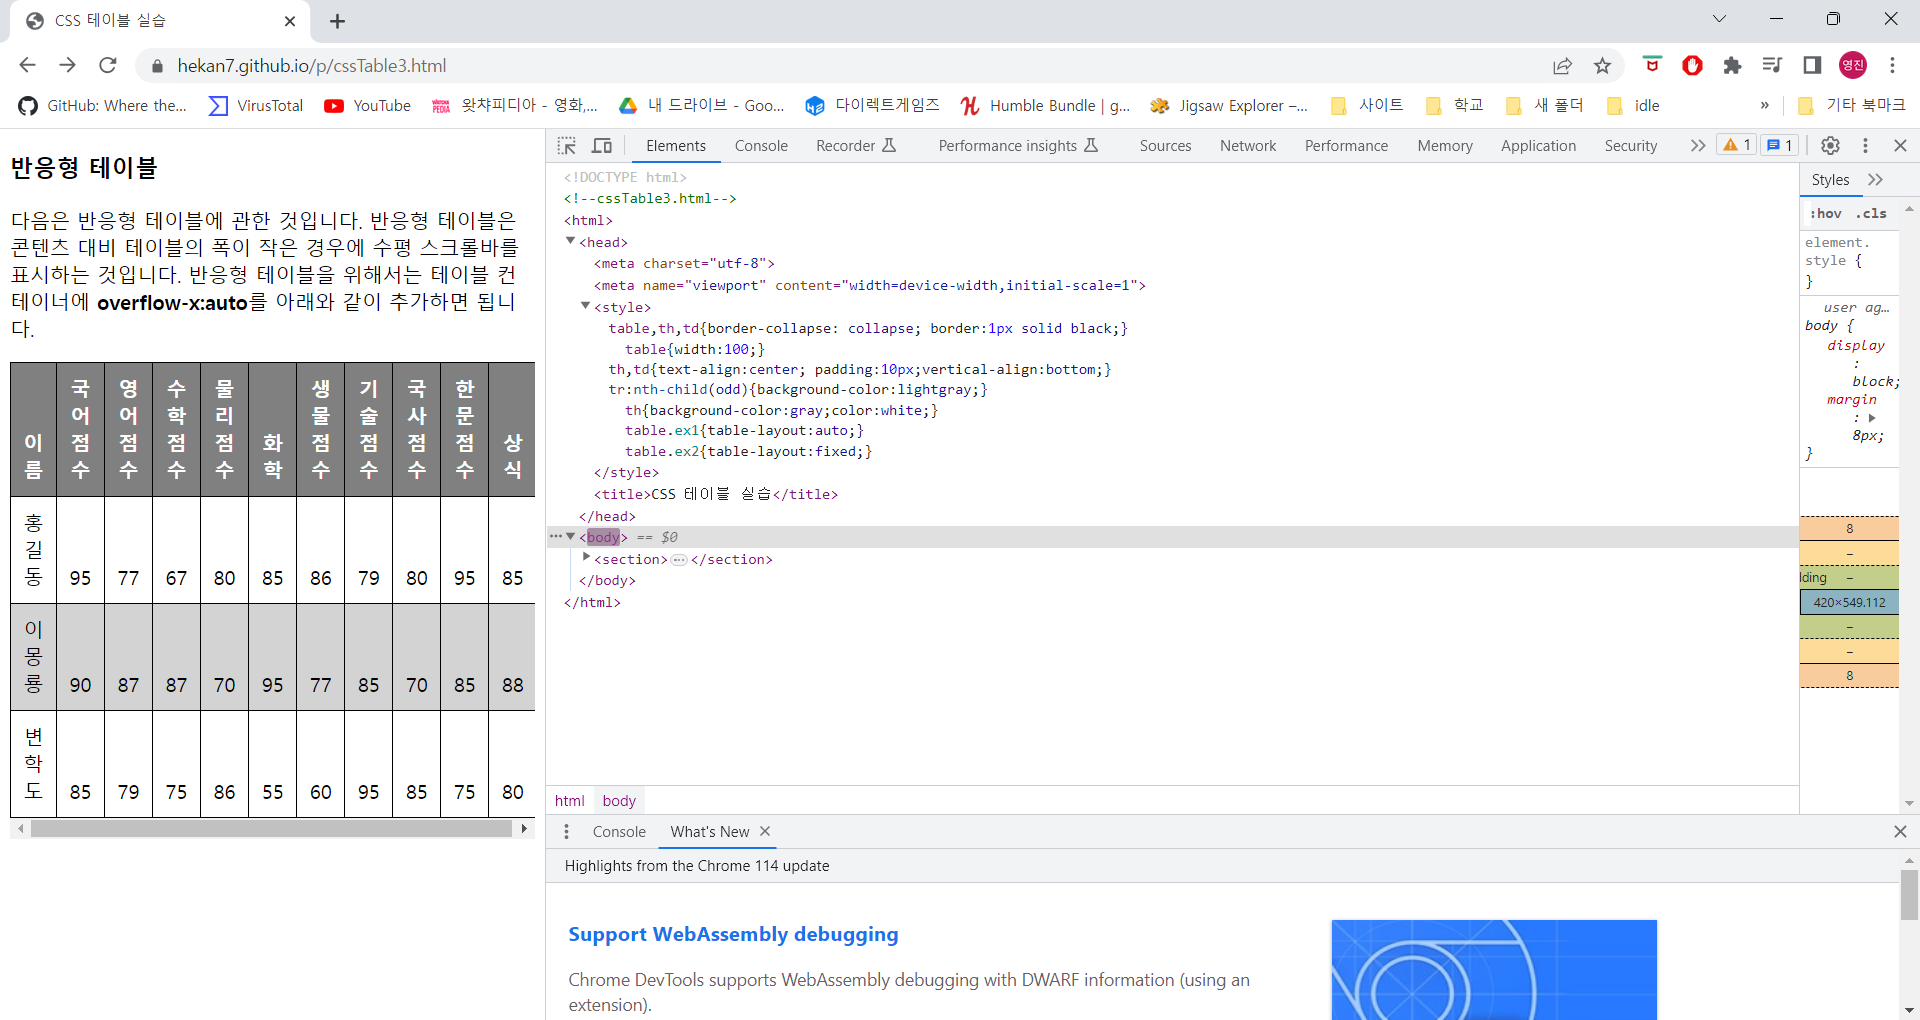 CSS 테이블 실습
hekan7.github.io/p/cssTable3.html
영진
GitHub: Where the...
VirusTotal
YouTube
WATCHA PEDIA
왓챠피디아 - 영화,...
내 드라이브 - Goo...
다이렉트게임즈
Humble Bundle | g...
Jigsaw Explorer –...
사이트
학교
새 폴더
idle
»
기타 북마크
반응형 테이블
다음은 반응형 테이블에 관한 것입니다. 반응형 테이블은
콘텐츠 대비 테이블의 폭이 작은 경우에 수평 스크롤바를
표시하는 것입니다. 반응형 테이블을 위해서는 테이블 컨
테이너에 overflow-x:auto를 아래와 같이 추가하면 됩니
다.
이름 국어점수 영어점수 수학점수 물리점수 화학 생물점수 기술점수 국사점수 한문점수 상식
홍길동 95 77 67 80 85 86 79 80 95 85
이몽룡 90 87 87 70 95 77 85 70 85 88
변학도 85 79 75 86 55 60 95 85 75 80
Elements
Console
Recorder
Performance insights
Sources
Network
Performance
Memory
Application
Security
1
1
<!DOCTYPE html>
<!--cssTable3.html-->
<html>
<head>
<meta charset="utf-8">
<meta name="viewport" content="width=device-width,initial-scale=1">
<style>
table,th,td{border-collapse: collapse; border:1px solid black;}
table{width:100;}
th,td{text-align:center; padding:10px;vertical-align:bottom;}
tr:nth-child(odd){background-color:lightgray;}
th{background-color:gray;color:white;}
table.ex1{table-layout:auto;}
table.ex2{table-layout:fixed;}
</style>
<title>CSS 테이블 실습</title>
</head>
<body> == $0
<section>…</section>
</body>
</html>
html body
Styles
:hov .cls
element.
style {
}
user ag…
body {
display
:
block;
margin
:
8px;
}
8
–
dding –
420×549.112
–
–
8
Console
What's New
Highlights from the Chrome 114 update
Support WebAssembly debugging
Chrome DevTools supports WebAssembly debugging with DWARF information (using an
extension).